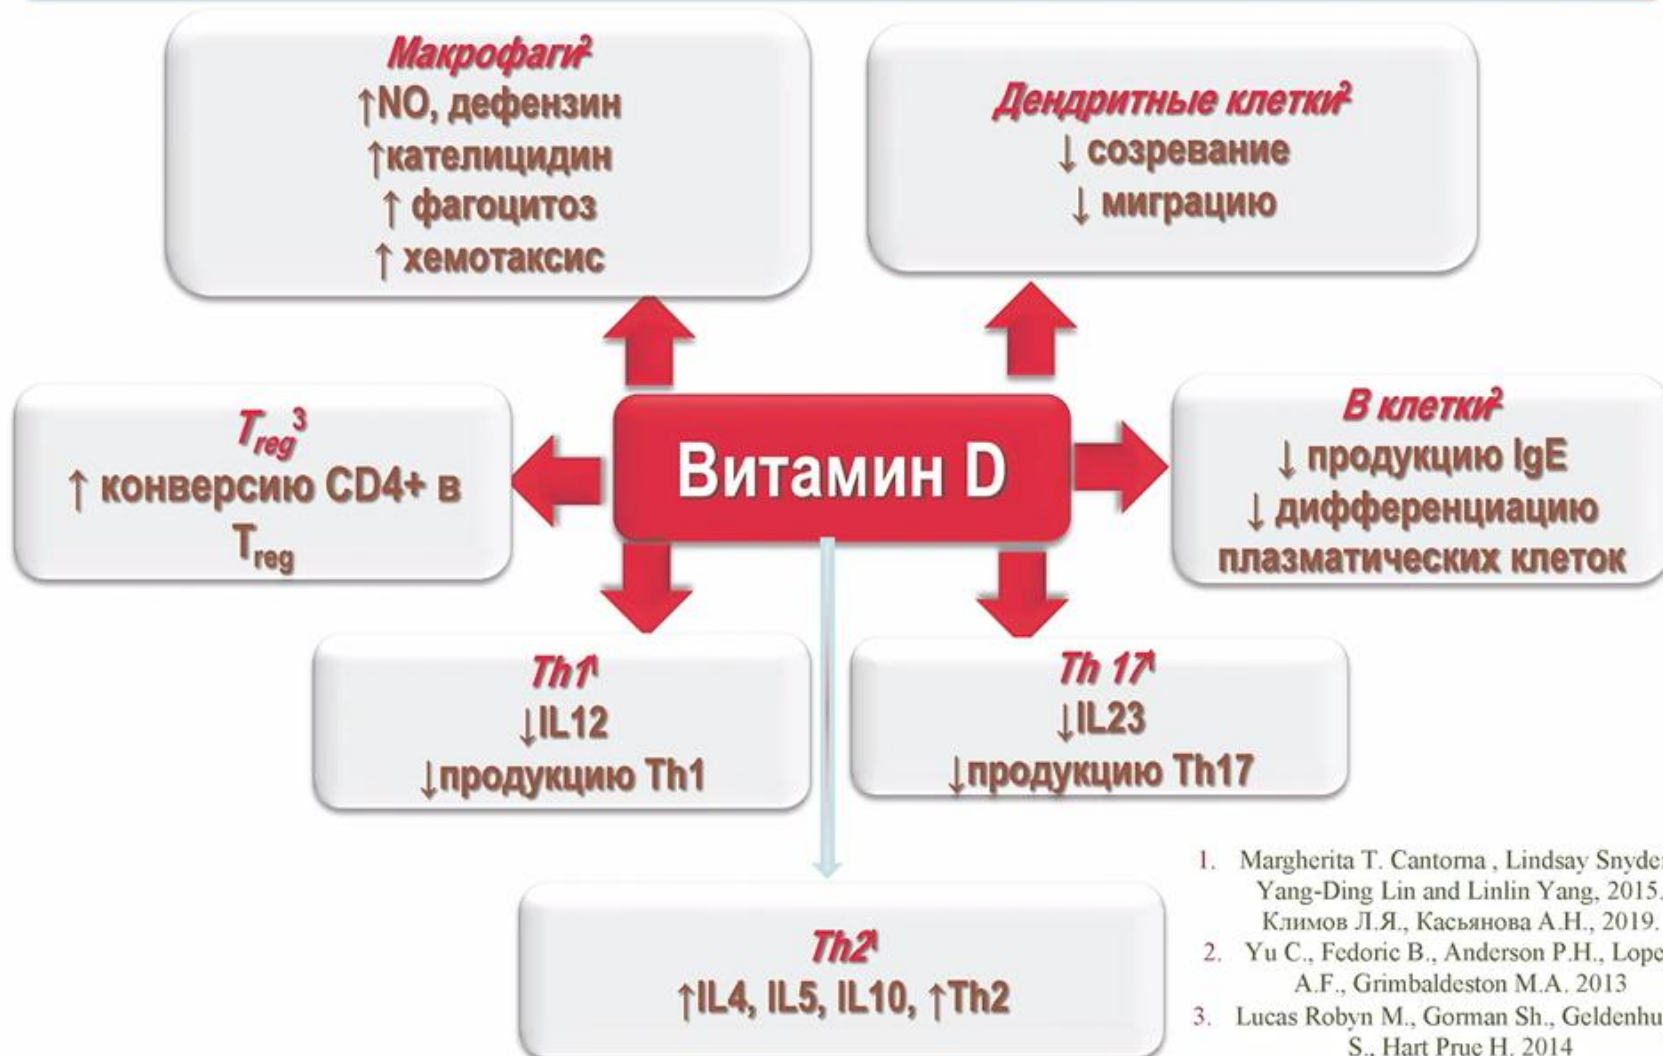 Макрофаги²
↑NO, дефензин
↑кателицидин
↑ фагоцитоз
↑ хемотаксис
Дендритные клетки²
↓ созревание
↓ миграцию
Treg³
↑ конверсию CD4+ в
Treg
Витамин D
В клетки²
↓ продукцию IgE
↓ дифференциацию
плазматических клеток
Th1¹
↓IL12
↓продукцию Th1
Th 17¹
↓IL23
↓продукцию Th17
Th2¹
↑IL4, IL5, IL10, ↑Th2
1. Margherita T. Cantorna , Lindsay Snyde
Yang-Ding Lin and Linlin Yang, 2015.
Климов Л.Я., Касьянова А.Н., 2019.
2. Yu C., Fedoric B., Anderson P.H., Lope
A.F., Grimbaldeston M.A. 2013
3. Lucas Robyn M., Gorman Sh., Geldenhu
S., Hart Prue H. 2014